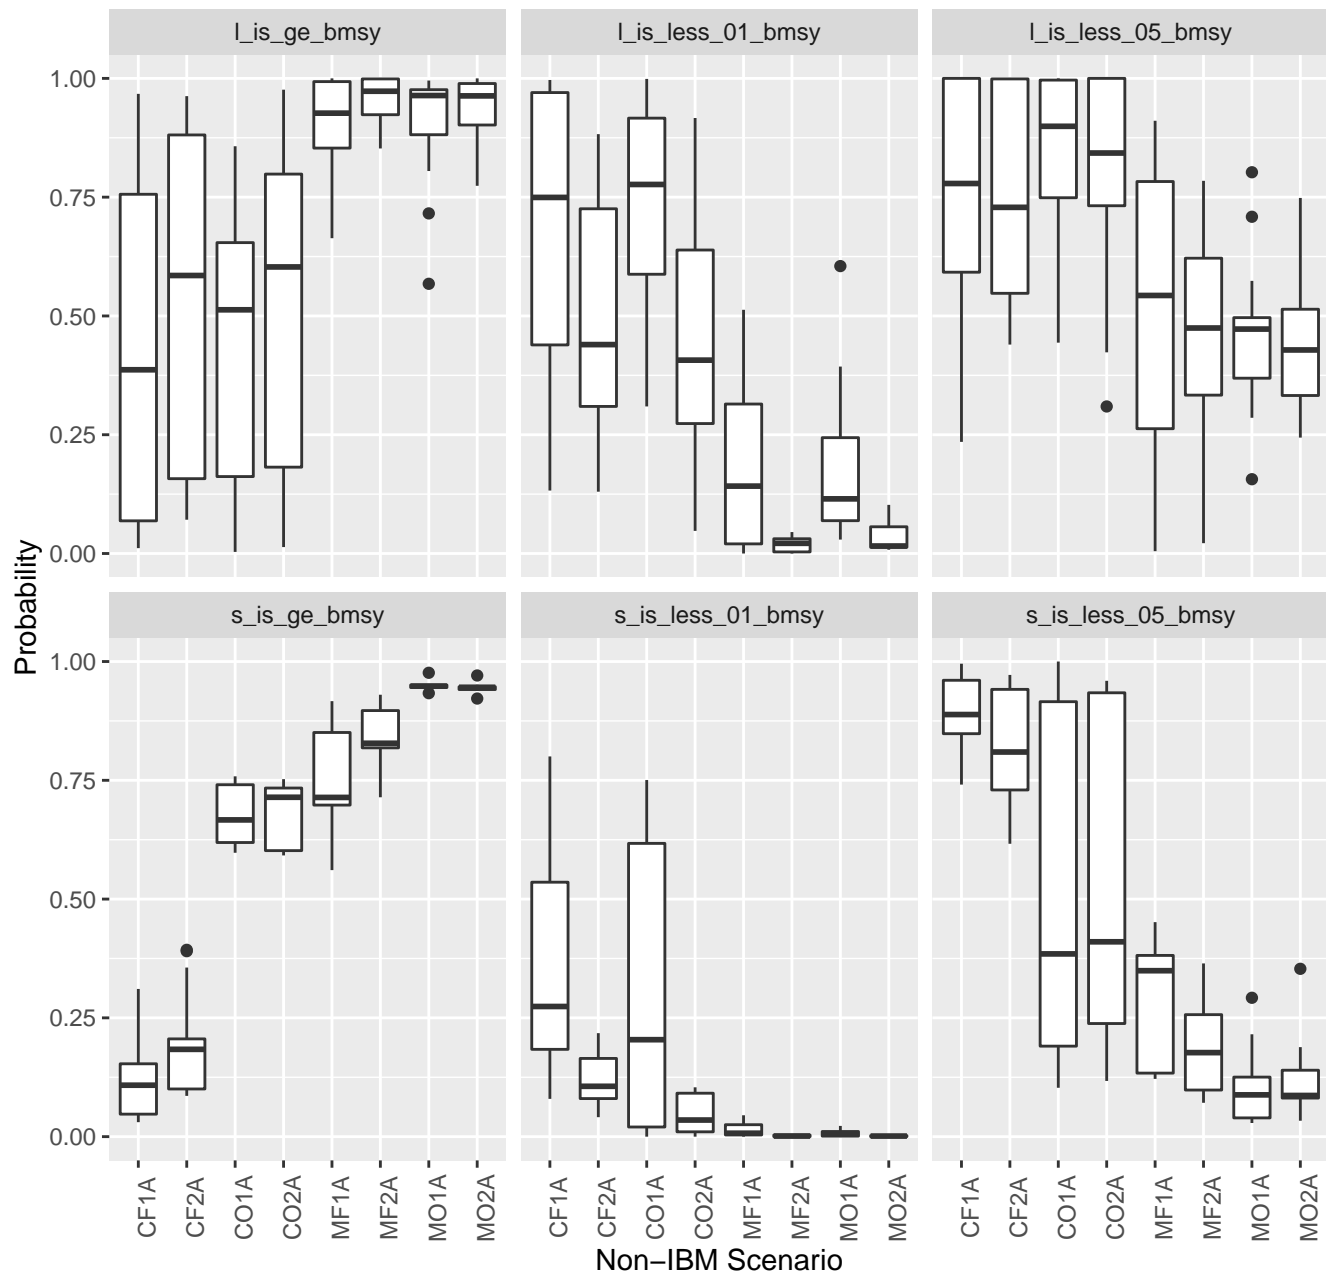 l_is_ge_bmsy
l_is_less_01_bmsy
l_is_less_05_bmsy
1.00
0.75
0.50
0.25
0.00
s_is_ge_bmsy
s_is_less_01_bmsy
s_is_less_05_bmsy
1.00
0.75
0.50
0.25
0.00
Probability
CF1A CF2A CO1A CO2A MF1A MF2A MO1A MO2A
CF1A CF2A CO1A CO2A MF1A MF2A MO1A MO2A
CF1A CF2A CO1A CO2A MF1A MF2A MO1A MO2A
Non−IBM Scenario